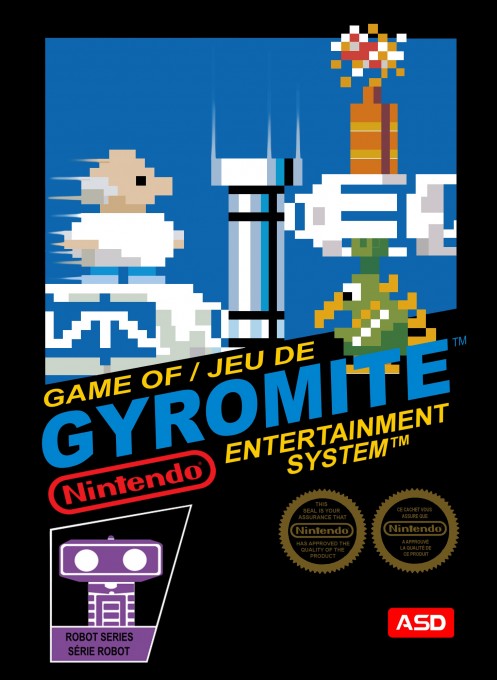 GAME OF / JEU DE
GYROMITE™
ENTERTAINMENT
SYSTEM™
Nintendo®
THIS
SEAL IS YOUR
ASSURANCE THAT
Nintendo
HAS APPROVED THE
QUALITY OF THE
PRODUCT
CE CACHET VOUS
ASSURE QUE
Nintendo
A APPROUVÉ
LA QUALITÉ DE
CE PRODUIT
ROBOT SERIES
SÉRIE ROBOT
ASD